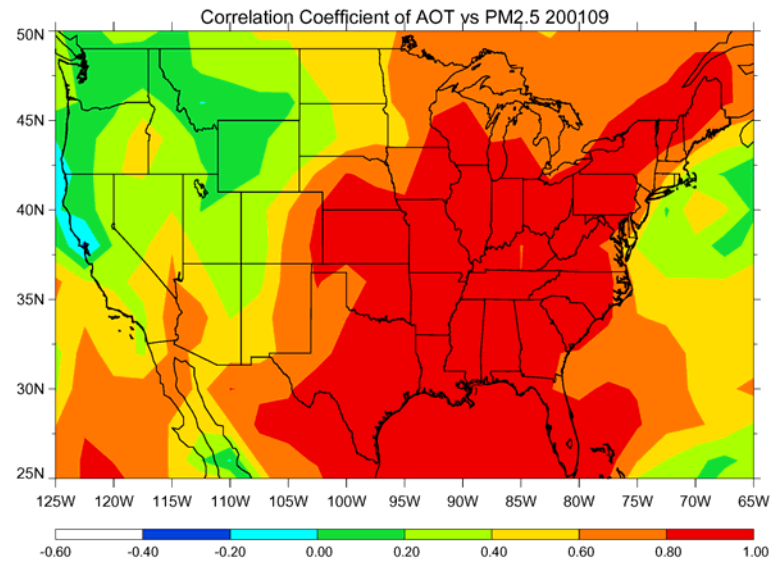 Correlation Coefficient of AOT vs PM2.5 200109
50N
45N
40N
35N
30N
25N
125W 120W 115W 110W 105W 100W 95W 90W 85W 80W 75W 70W 65W
-0.60 -0.40 -0.20 0.00 0.20 0.40 0.60 0.80 1.00